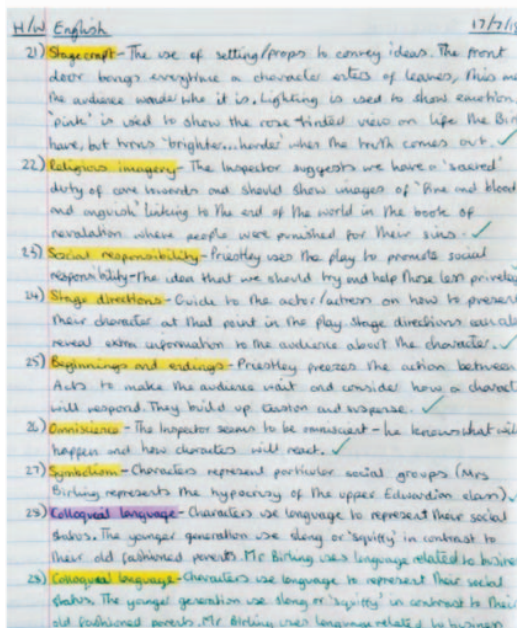 H/W English 17/7/19
21) Stagecraft - The use of setting/props to convey ideas. The front
door bangs everytime a character enters of leaves, this
the audience wonder who it is. Lighting is used to show emotion.
'pink' is used to show the rose-tinted view on life the
have, but turns 'brighter...harder' when the truth comes out. ✓
22) Religious imagery - The Inspector suggests we have a 'sacred'
duty of care towards and should show images of "fire and blood
and anguish" linking to the end of the world in the book of
revalation where people were punished for their sins. ✓
23) Social responsibility - Priestley uses the play to promote social
responsibility - the idea that we should try and help those less
24) Stage directions - Guide to the actor/actress on how to present
their character at that point in the play. Stage directions can
reveal extra information to the audience about the character. ✓
25) Beginnings and endings - Priestley freezes the action between
Acts to make the audience wait and consider how a
will respond. They build up tension and suspense. ✓
26) Omniscience - The Inspector seems to be omniscient - he knows what
happen and how characters will react. ✓
27) Symbolism - Characters represent particular social groups (Mrs
Birling represents the hypocrisy of the upper Edwardian class) ✓
28) Colloqueal language - Characters use language to represent their social
status. The younger generation use slang or 'squiffy' in contrast to
their old fashioned parents. Mr Birling uses language related to
28) Colloqueal language - Characters use language to represent their social
status. The younger generation use slang or 'squiffy' in contrast to their
old fashioned parents. Mr Birling uses language related to business